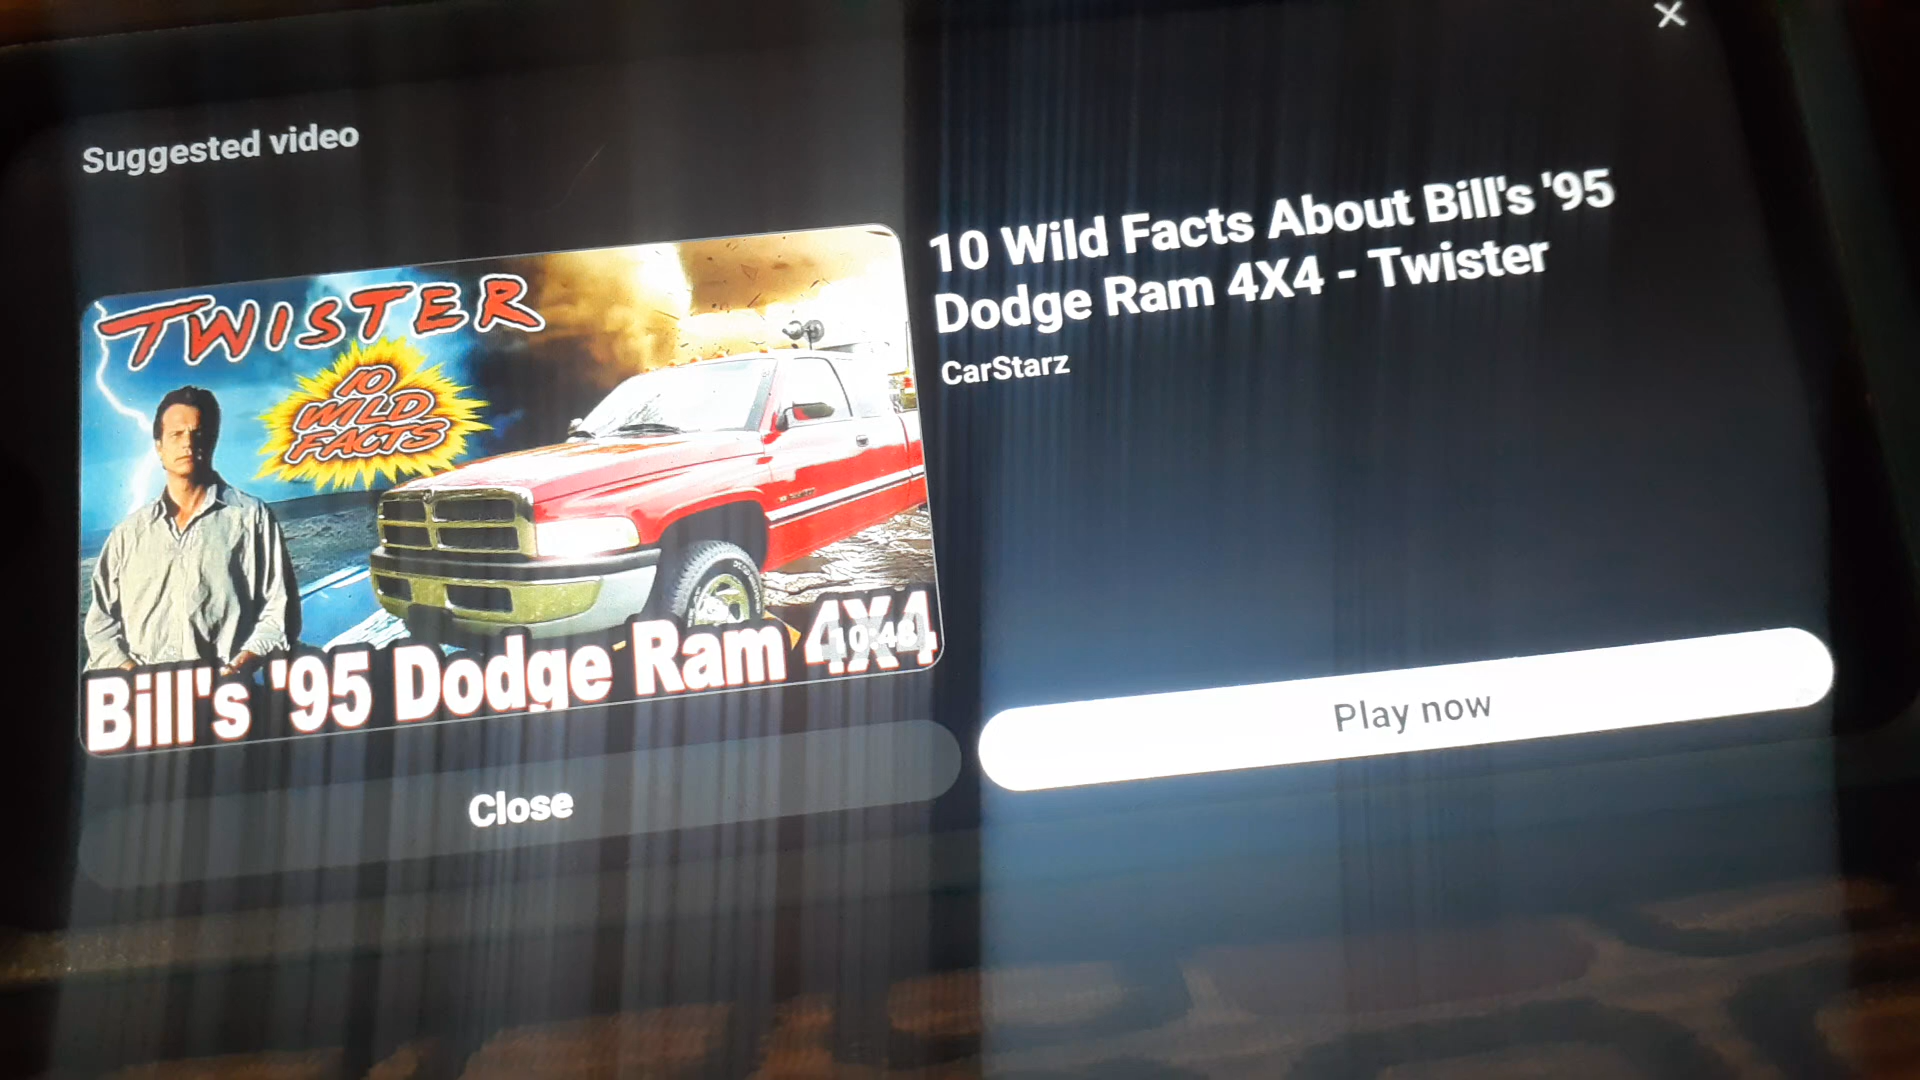 Suggested video
TWISTER
10
WILD
FACTS
Bill's '95 Dodge Ram 4X4
10:48
10 Wild Facts About Bill's '95
Dodge Ram 4X4 - Twister
CarStarz
Close
Play now